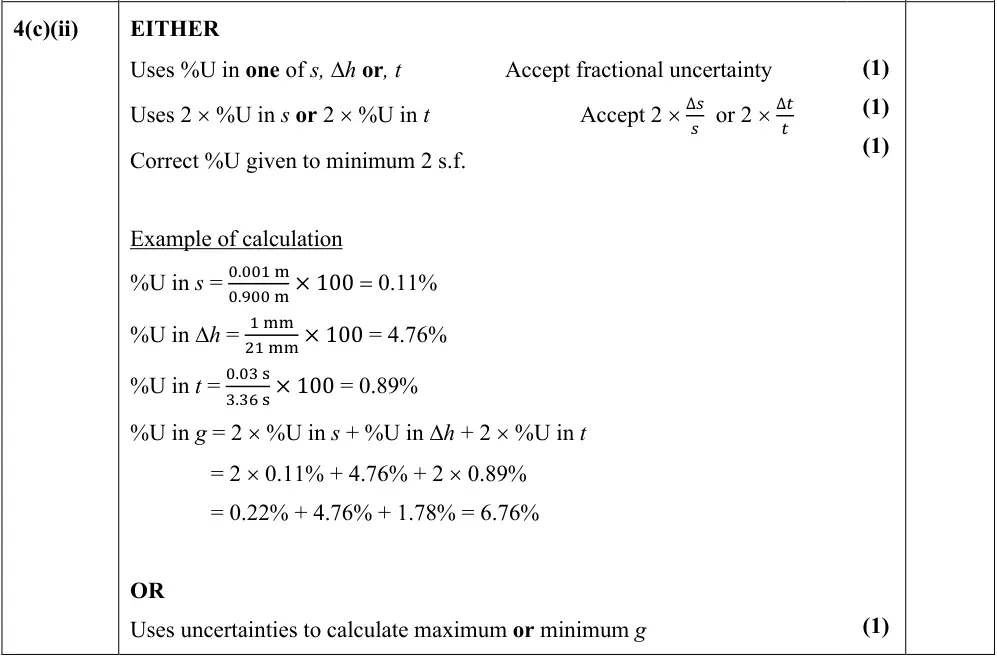 4(c)(ii) EITHER
Uses %U in one of s, Δh or, t Accept fractional uncertainty (1)
Uses 2 × %U in s or 2 × %U in t Accept 2 × Δs/s or 2 × Δt/t (1)
Correct %U given to minimum 2 s.f. (1)
Example of calculation
%U in s = 0.001 m/0.900 m × 100 = 0.11%
%U in Δh = 1 mm/21 mm × 100 = 4.76%
%U in t = 0.03 s/3.36 s × 100 = 0.89%
%U in g = 2 × %U in s + %U in Δh + 2 × %U in t
= 2 × 0.11% + 4.76% + 2 × 0.89%
= 0.22% + 4.76% + 1.78% = 6.76%
OR
Uses uncertainties to calculate maximum or minimum g (1)